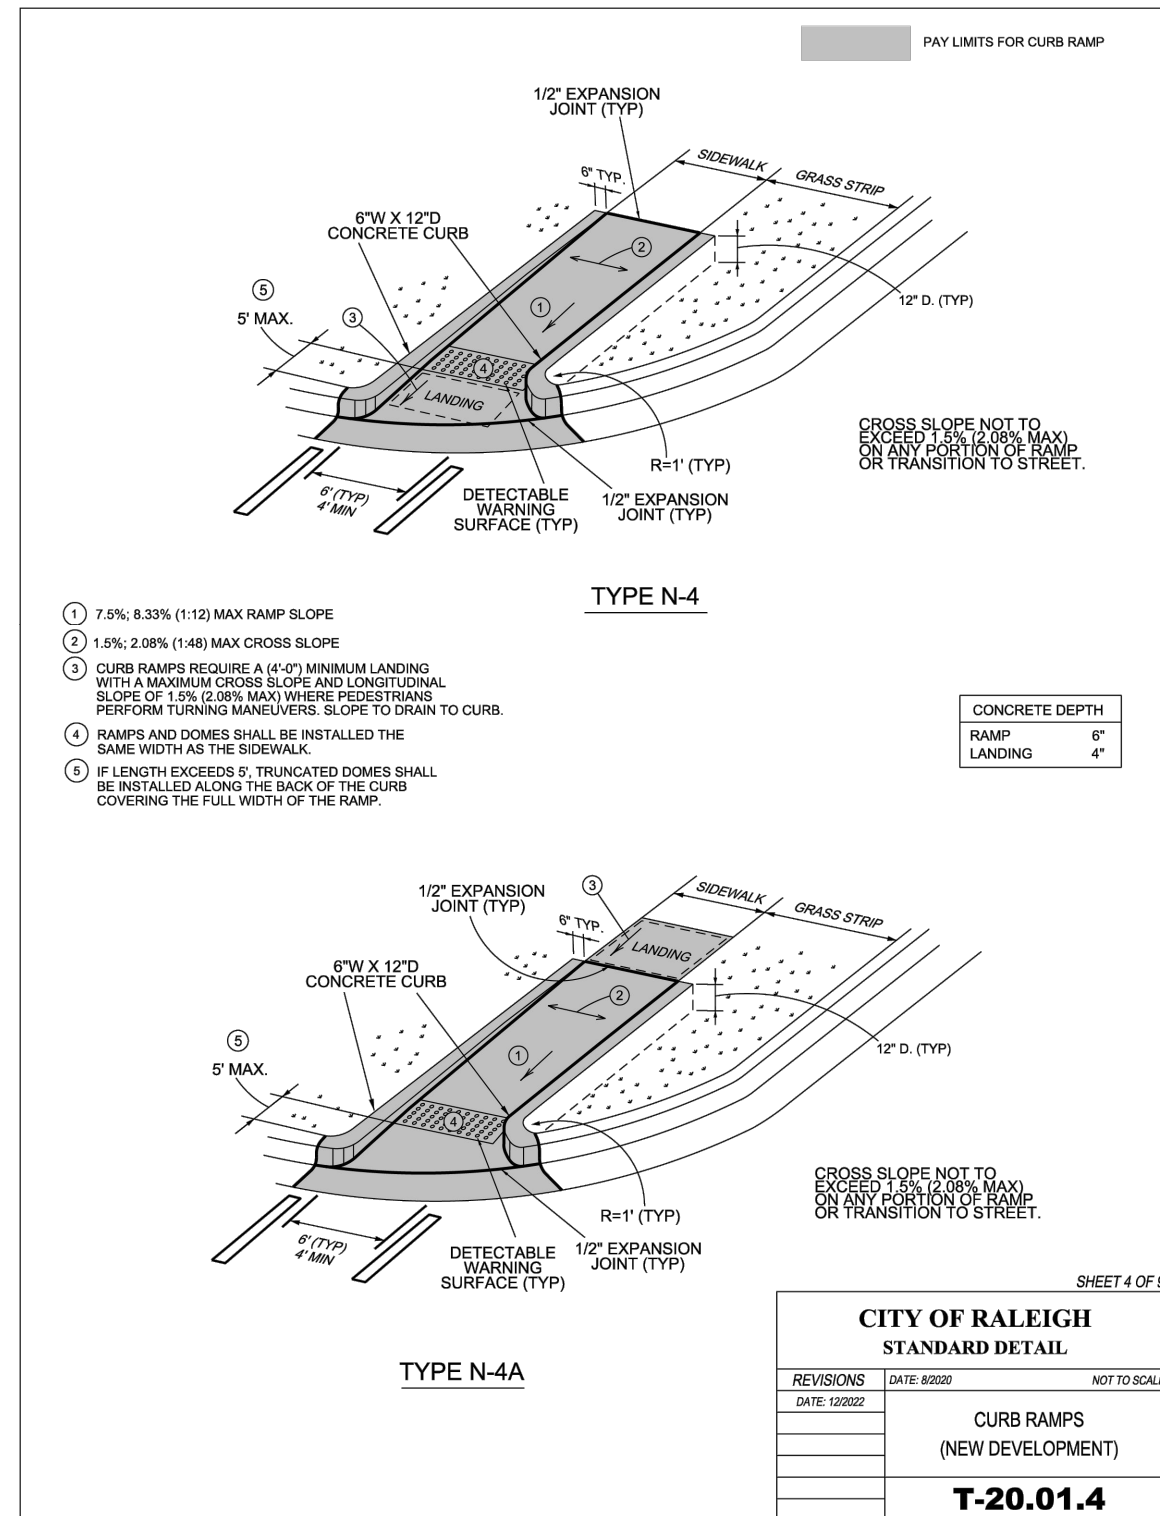 PAY LIMITS FOR CURB RAMP
1/2" EXPANSION
JOINT (TYP)
SIDEWALK
GRASS STRIP
6" TYP.
6"W X 12"D
CONCRETE CURB
2
5
5' MAX.
3
1
12" D. (TYP)
4
LANDING
CROSS SLOPE NOT TO
EXCEED 1.5% (2.08% MAX)
ON ANY PORTION OF RAMP
OR TRANSITION TO STREET.
R=1' (TYP)
6' (TYP)
4' MIN
DETECTABLE
WARNING
SURFACE (TYP)
1/2" EXPANSION
JOINT (TYP)
TYPE N-4
1 7.5%; 8.33% (1:12) MAX RAMP SLOPE
2 1.5%; 2.08% (1:48) MAX CROSS SLOPE
3 CURB RAMPS REQUIRE A (4'-0") MINIMUM LANDING
WITH A MAXIMUM CROSS SLOPE AND LONGITUDINAL
SLOPE OF 1.5% (2.08% MAX) WHERE PEDESTRIANS
PERFORM TURNING MANEUVERS. SLOPE TO DRAIN TO CURB.
4 RAMPS AND DOMES SHALL BE INSTALLED THE
SAME WIDTH AS THE SIDEWALK.
5 IF LENGTH EXCEEDS 5', TRUNCATED DOMES SHALL
BE INSTALLED ALONG THE BACK OF THE CURB
COVERING THE FULL WIDTH OF THE RAMP.
CONCRETE DEPTH
RAMP 6"
LANDING 4"
1/2" EXPANSION
JOINT (TYP)
3
SIDEWALK
GRASS STRIP
6" TYP.
LANDING
6"W X 12"D
CONCRETE CURB
2
5
5' MAX.
1
12" D. (TYP)
4
CROSS SLOPE NOT TO
EXCEED 1.5% (2.08% MAX)
ON ANY PORTION OF RAMP
OR TRANSITION TO STREET.
R=1' (TYP)
6' (TYP)
4' MIN
DETECTABLE
WARNING
SURFACE (TYP)
1/2" EXPANSION
JOINT (TYP)
TYPE N-4A
SHEET 4 OF 9
CITY OF RALEIGH
STANDARD DETAIL
REVISIONS
DATE: 8/2020
NOT TO SCALE
DATE: 12/2022
CURB RAMPS
(NEW DEVELOPMENT)
T-20.01.4